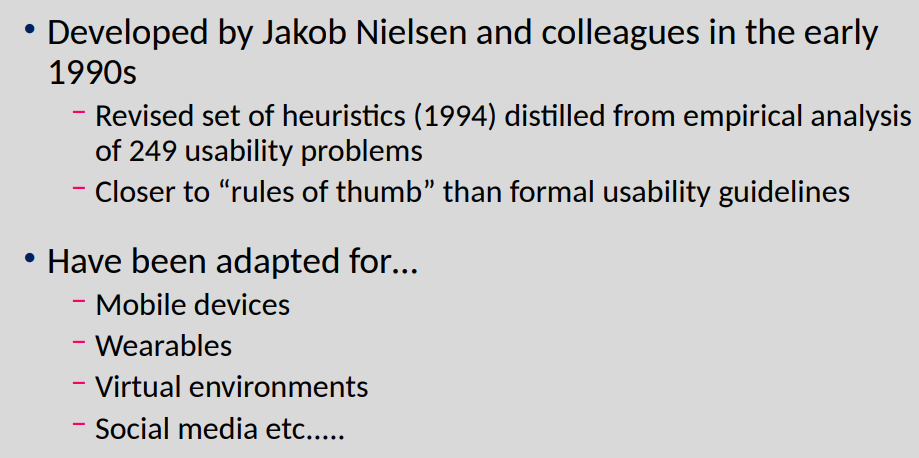 • Developed by Jakob Nielsen and colleagues in the early
1990s
– Revised set of heuristics (1994) distilled from empirical analysis
of 249 usability problems
– Closer to “rules of thumb” than formal usability guidelines
• Have been adapted for…
– Mobile devices
– Wearables
– Virtual environments
– Social media etc…..